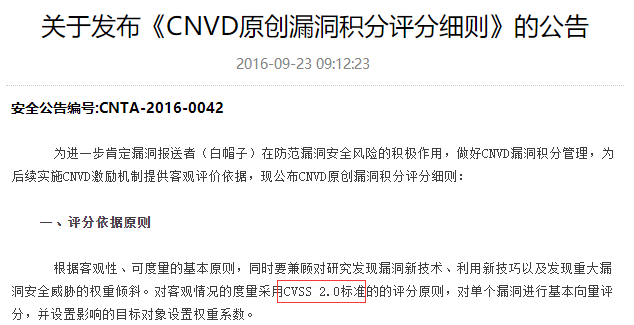 关于发布《CNVD原创漏洞积分评分细则》的公告
2016-09-23 09:12:23
安全公告编号:CNTA-2016-0042
为进一步肯定漏洞报送者（白帽子）在防范漏洞安全风险的积极作用，做好CNVD漏洞积分管理，为
后续实施CNVD激励机制提供客观评价依据，现公布CNVD原创漏洞积分评分细则：
一、评分依据原则
根据客观性、可度量的基本原则，同时要兼顾对研究发现漏洞新技术、利用新技巧以及发现重大漏
洞安全威胁的权重倾斜。对客观情况的度量采用CVSS 2.0标准的的评分原则，对单个漏洞进行基本向量评
分，并设置影响的目标对象设置权重系数。